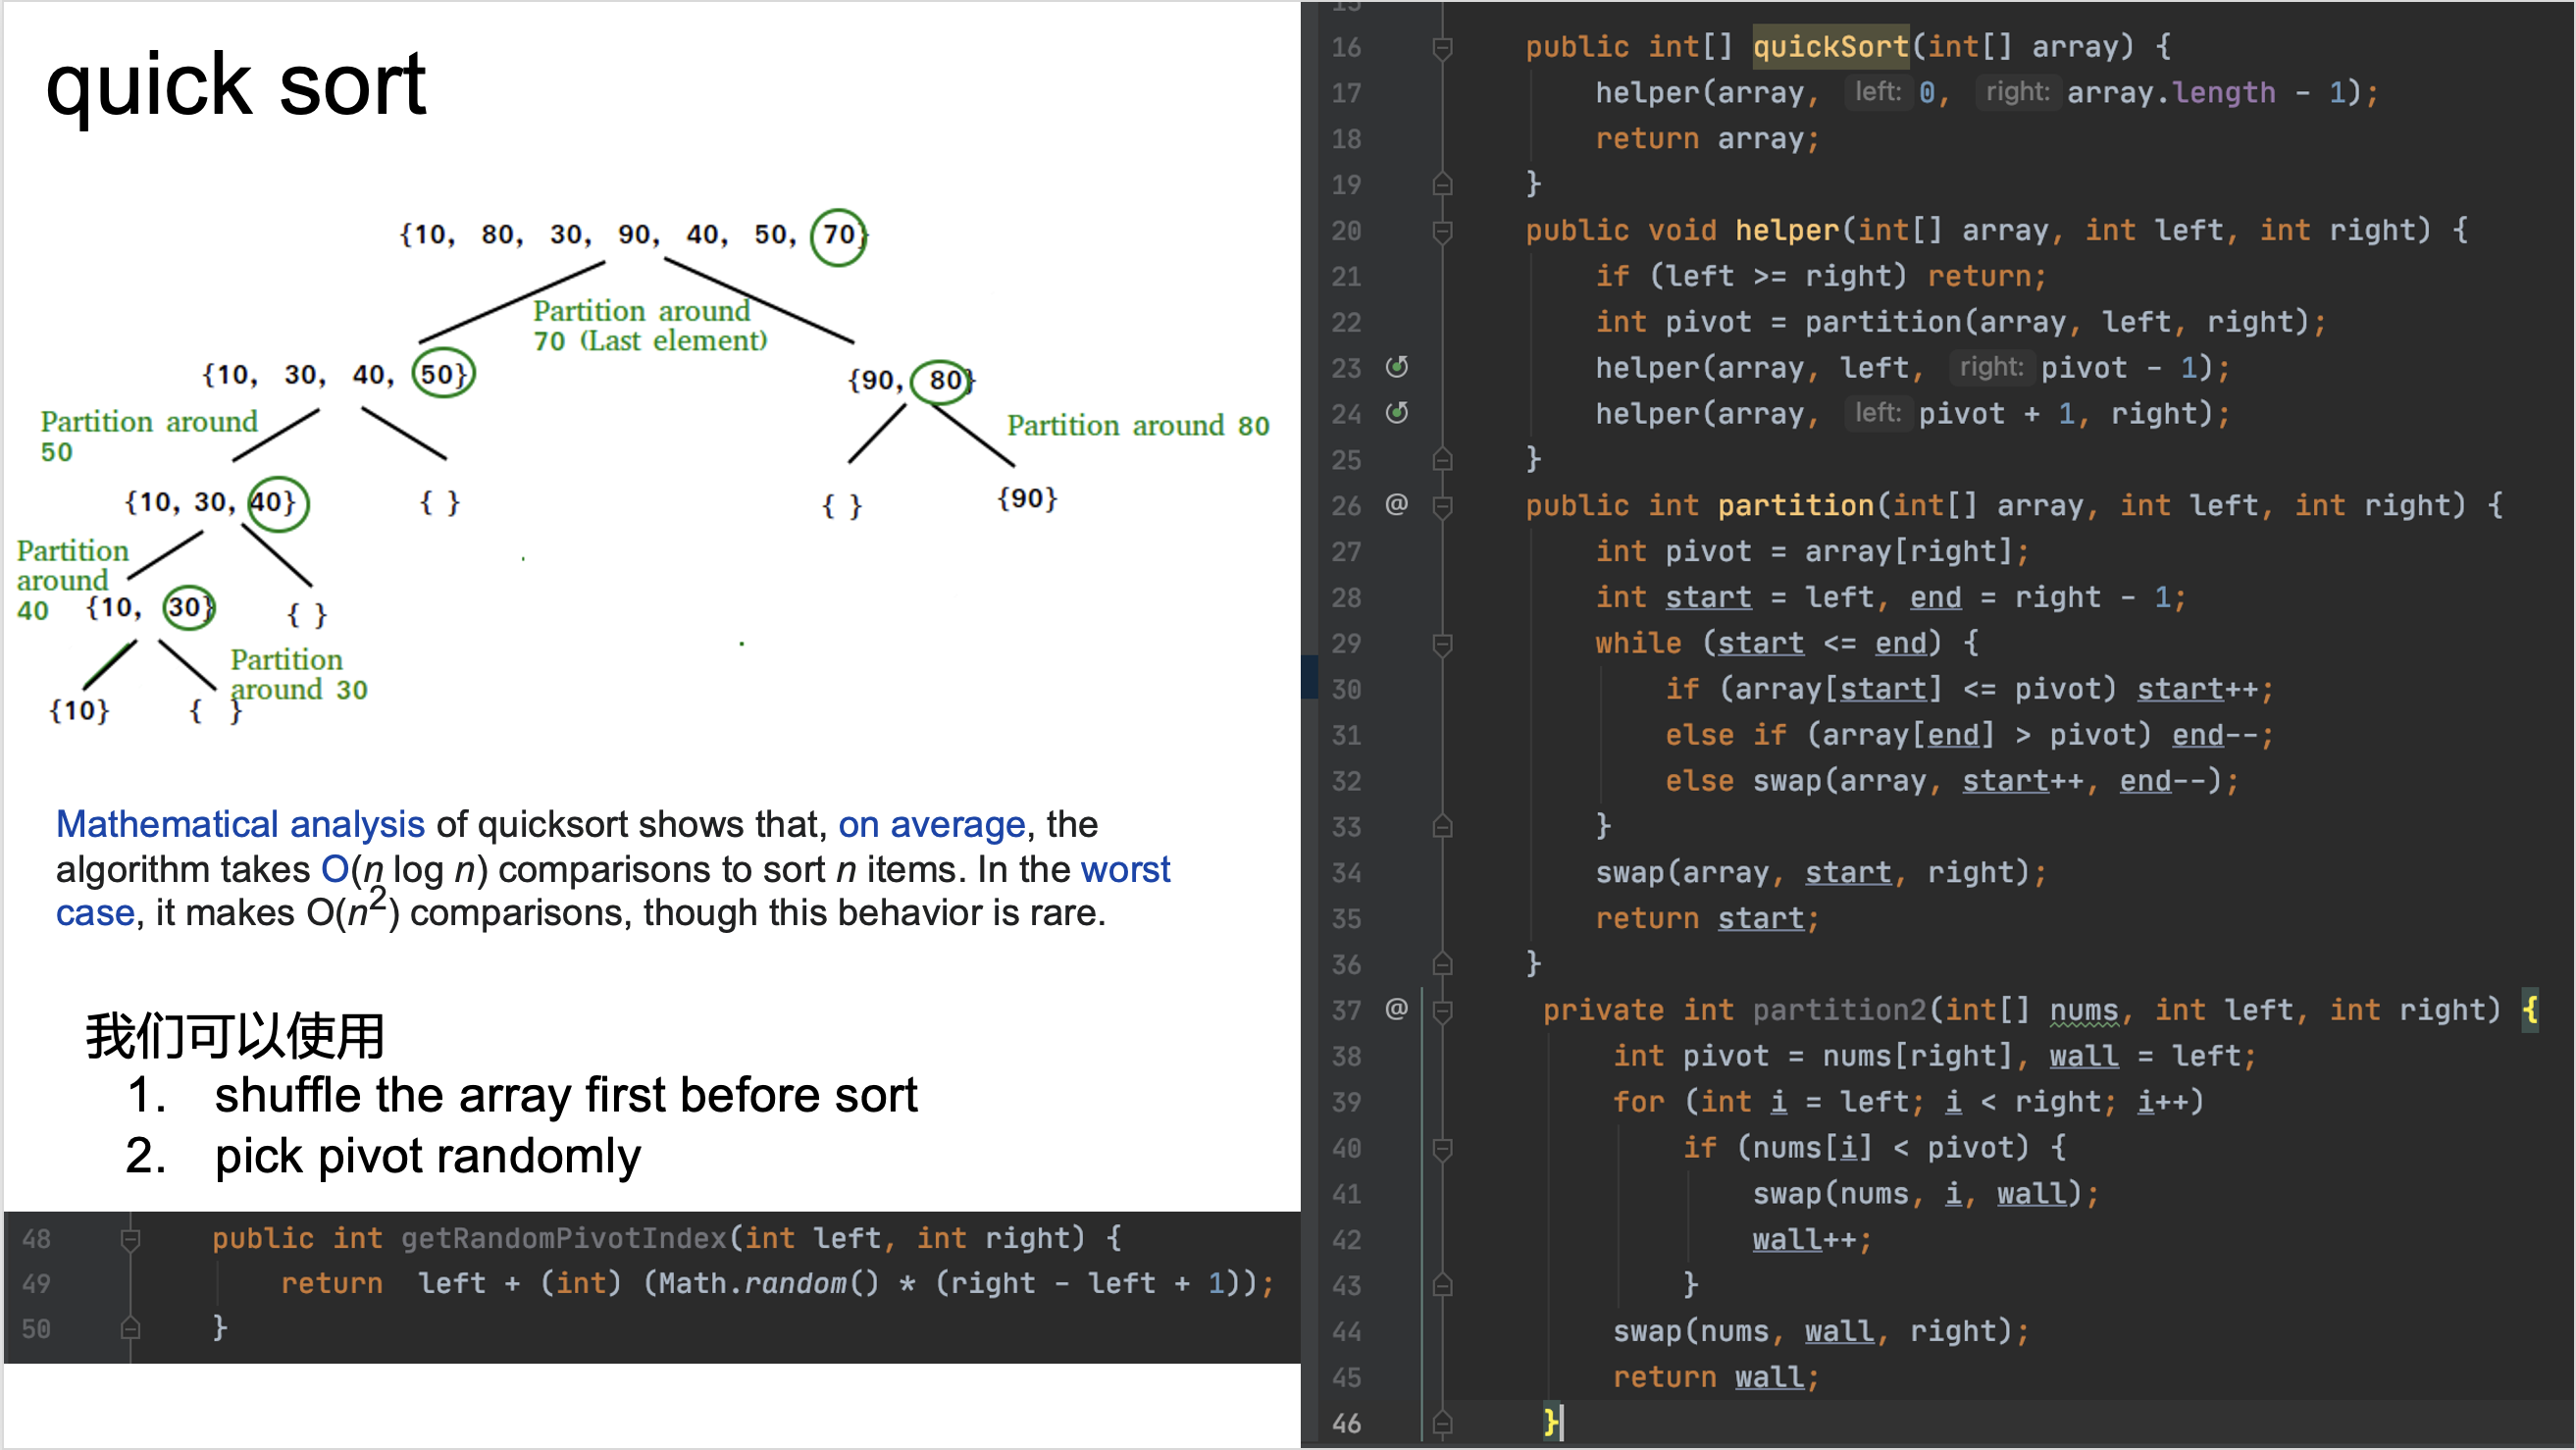 quick sort
{10, 80, 30, 90, 40, 50, 70}
Partition around
70 (Last element)
{10, 30, 40, 50}
{90, 80}
Partition around
50
Partition around 80
{10, 30, 40}
{ }
{ }
{90}
Partition
around
40
{10, 30}
{ }
Partition
around 30
{10}
{ }
Mathematical analysis of quicksort shows that, on average, the
algorithm takes O(n log n) comparisons to sort n items. In the worst
case, it makes O(n²) comparisons, though this behavior is rare.
我们可以使用
1. shuffle the array first before sort
2. pick pivot randomly
48 public int getRandomPivotIndex(int left, int right) {
49 return left + (int) (Math.random() * (right - left + 1));
50 }
15
16 public int[] quickSort(int[] array) {
17 helper(array, left: 0, right: array.length - 1);
18 return array;
19 }
20 public void helper(int[] array, int left, int right) {
21 if (left >= right) return;
22 int pivot = partition(array, left, right);
23 helper(array, left, right: pivot - 1);
24 helper(array, left: pivot + 1, right);
25 }
26 @ public int partition(int[] array, int left, int right) {
27 int pivot = array[right];
28 int start = left, end = right - 1;
29 while (start <= end) {
30 if (array[start] <= pivot) start++;
31 else if (array[end] > pivot) end--;
32 else swap(array, start++, end--);
33 }
34 swap(array, start, right);
35 return start;
36 }
37 @ private int partition2(int[] nums, int left, int right) {
38 int pivot = nums[right], wall = left;
39 for (int i = left; i < right; i++)
40 if (nums[i] < pivot) {
41 swap(nums, i, wall);
42 wall++;
43 }
44 swap(nums, wall, right);
45 return wall;
46 }